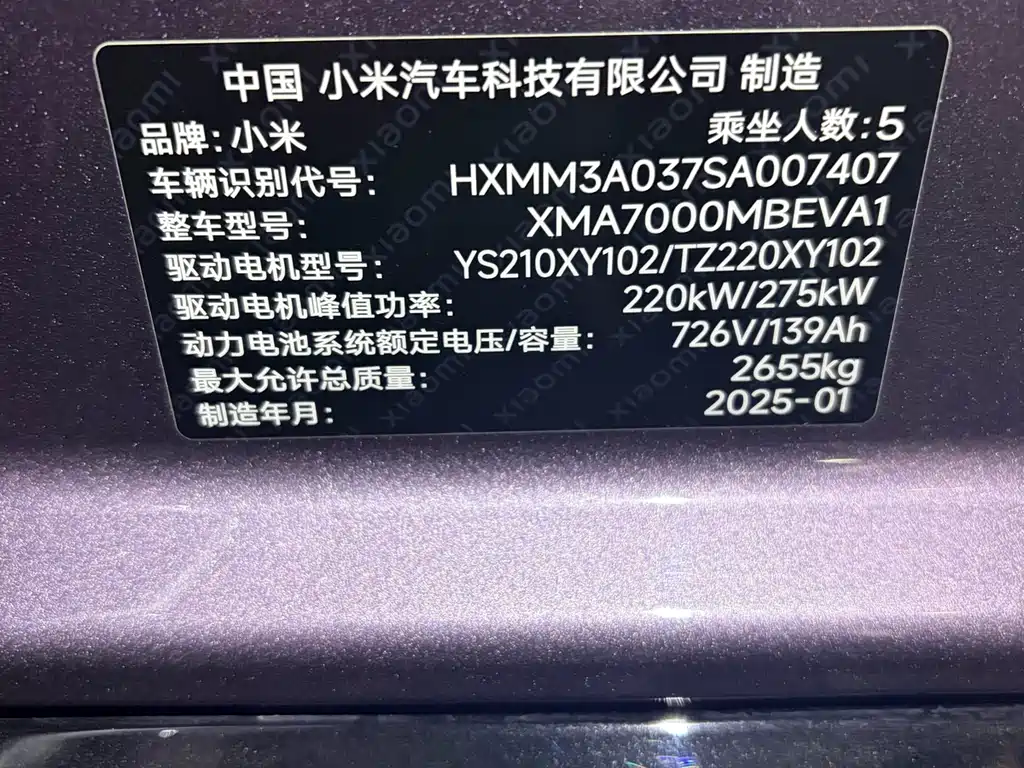 中国 小米汽车科技有限公司 制造
品牌:小米 乘坐人数:5
车辆识别代号: HXMM3A037SA007407
整车型号: XMA7000MBEVA1
驱动电机型号: YS210XY102/TZ220XY102
驱动电机峰值功率: 220kW/275kW
动力电池系统额定电压/容量: 726V/139Ah
最大允许总质量: 2655kg
制造年月: 2025-01
xiaomi